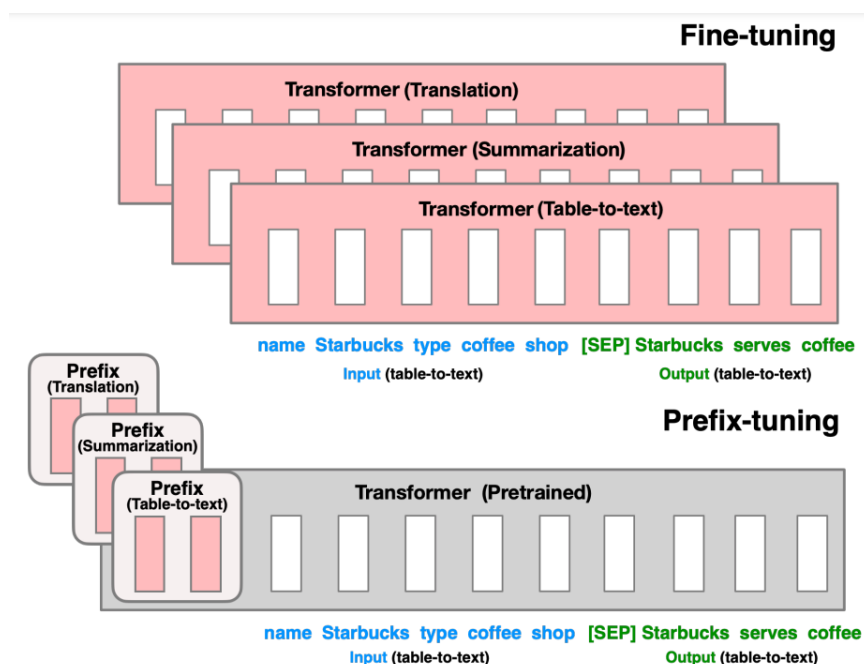 Fine-tuning
Transformer (Translation)
Transformer (Summarization)
Transformer (Table-to-text)
name Starbucks type coffee shop [SEP] Starbucks serves coffee
Input (table-to-text) Output (table-to-text)
Prefix-tuning
Prefix
(Translation)
Prefix
(Summarization)
Prefix
(Table-to-text)
Transformer (Pretrained)
name Starbucks type coffee shop [SEP] Starbucks serves coffee
Input (table-to-text) Output (table-to-text)